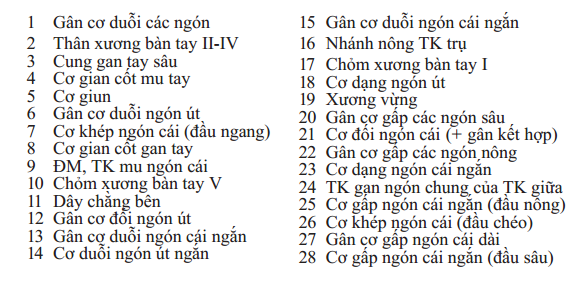 1 Gân cơ duỗi các ngón
2 Thân xương bàn tay II-IV
3 Cung gan tay sâu
4 Cơ gian cốt mu tay
5 Cơ giun
6 Gân cơ duỗi ngón út
7 Cơ khép ngón cái (đầu ngang)
8 Cơ gian cốt gan tay
9 ĐM, TK mu ngón cái
10 Chỏm xương bàn tay V
11 Dây chằng bên
12 Gân cơ đối ngón út
13 Gân cơ duỗi ngón cái ngắn
14 Cơ duỗi ngón út ngắn
15 Gân cơ duỗi ngón cái ngắn
16 Nhánh nông TK trụ
17 Chỏm xương bàn tay I
18 Cơ dạng ngón út
19 Xương vừng
20 Gân cơ gấp các ngón sâu
21 Cơ đối ngón cái (+ gân kết hợp)
22 Gân cơ gấp các ngón nông
23 Cơ dạng ngón cái ngắn
24 TK gan ngón chung của TK giữa
25 Cơ gấp ngón cái ngắn (đầu nông)
26 Cơ khép ngón cái (đầu chéo)
27 Gân cơ gấp ngón cái dài
28 Cơ gấp ngón cái ngắn (đầu sâu)